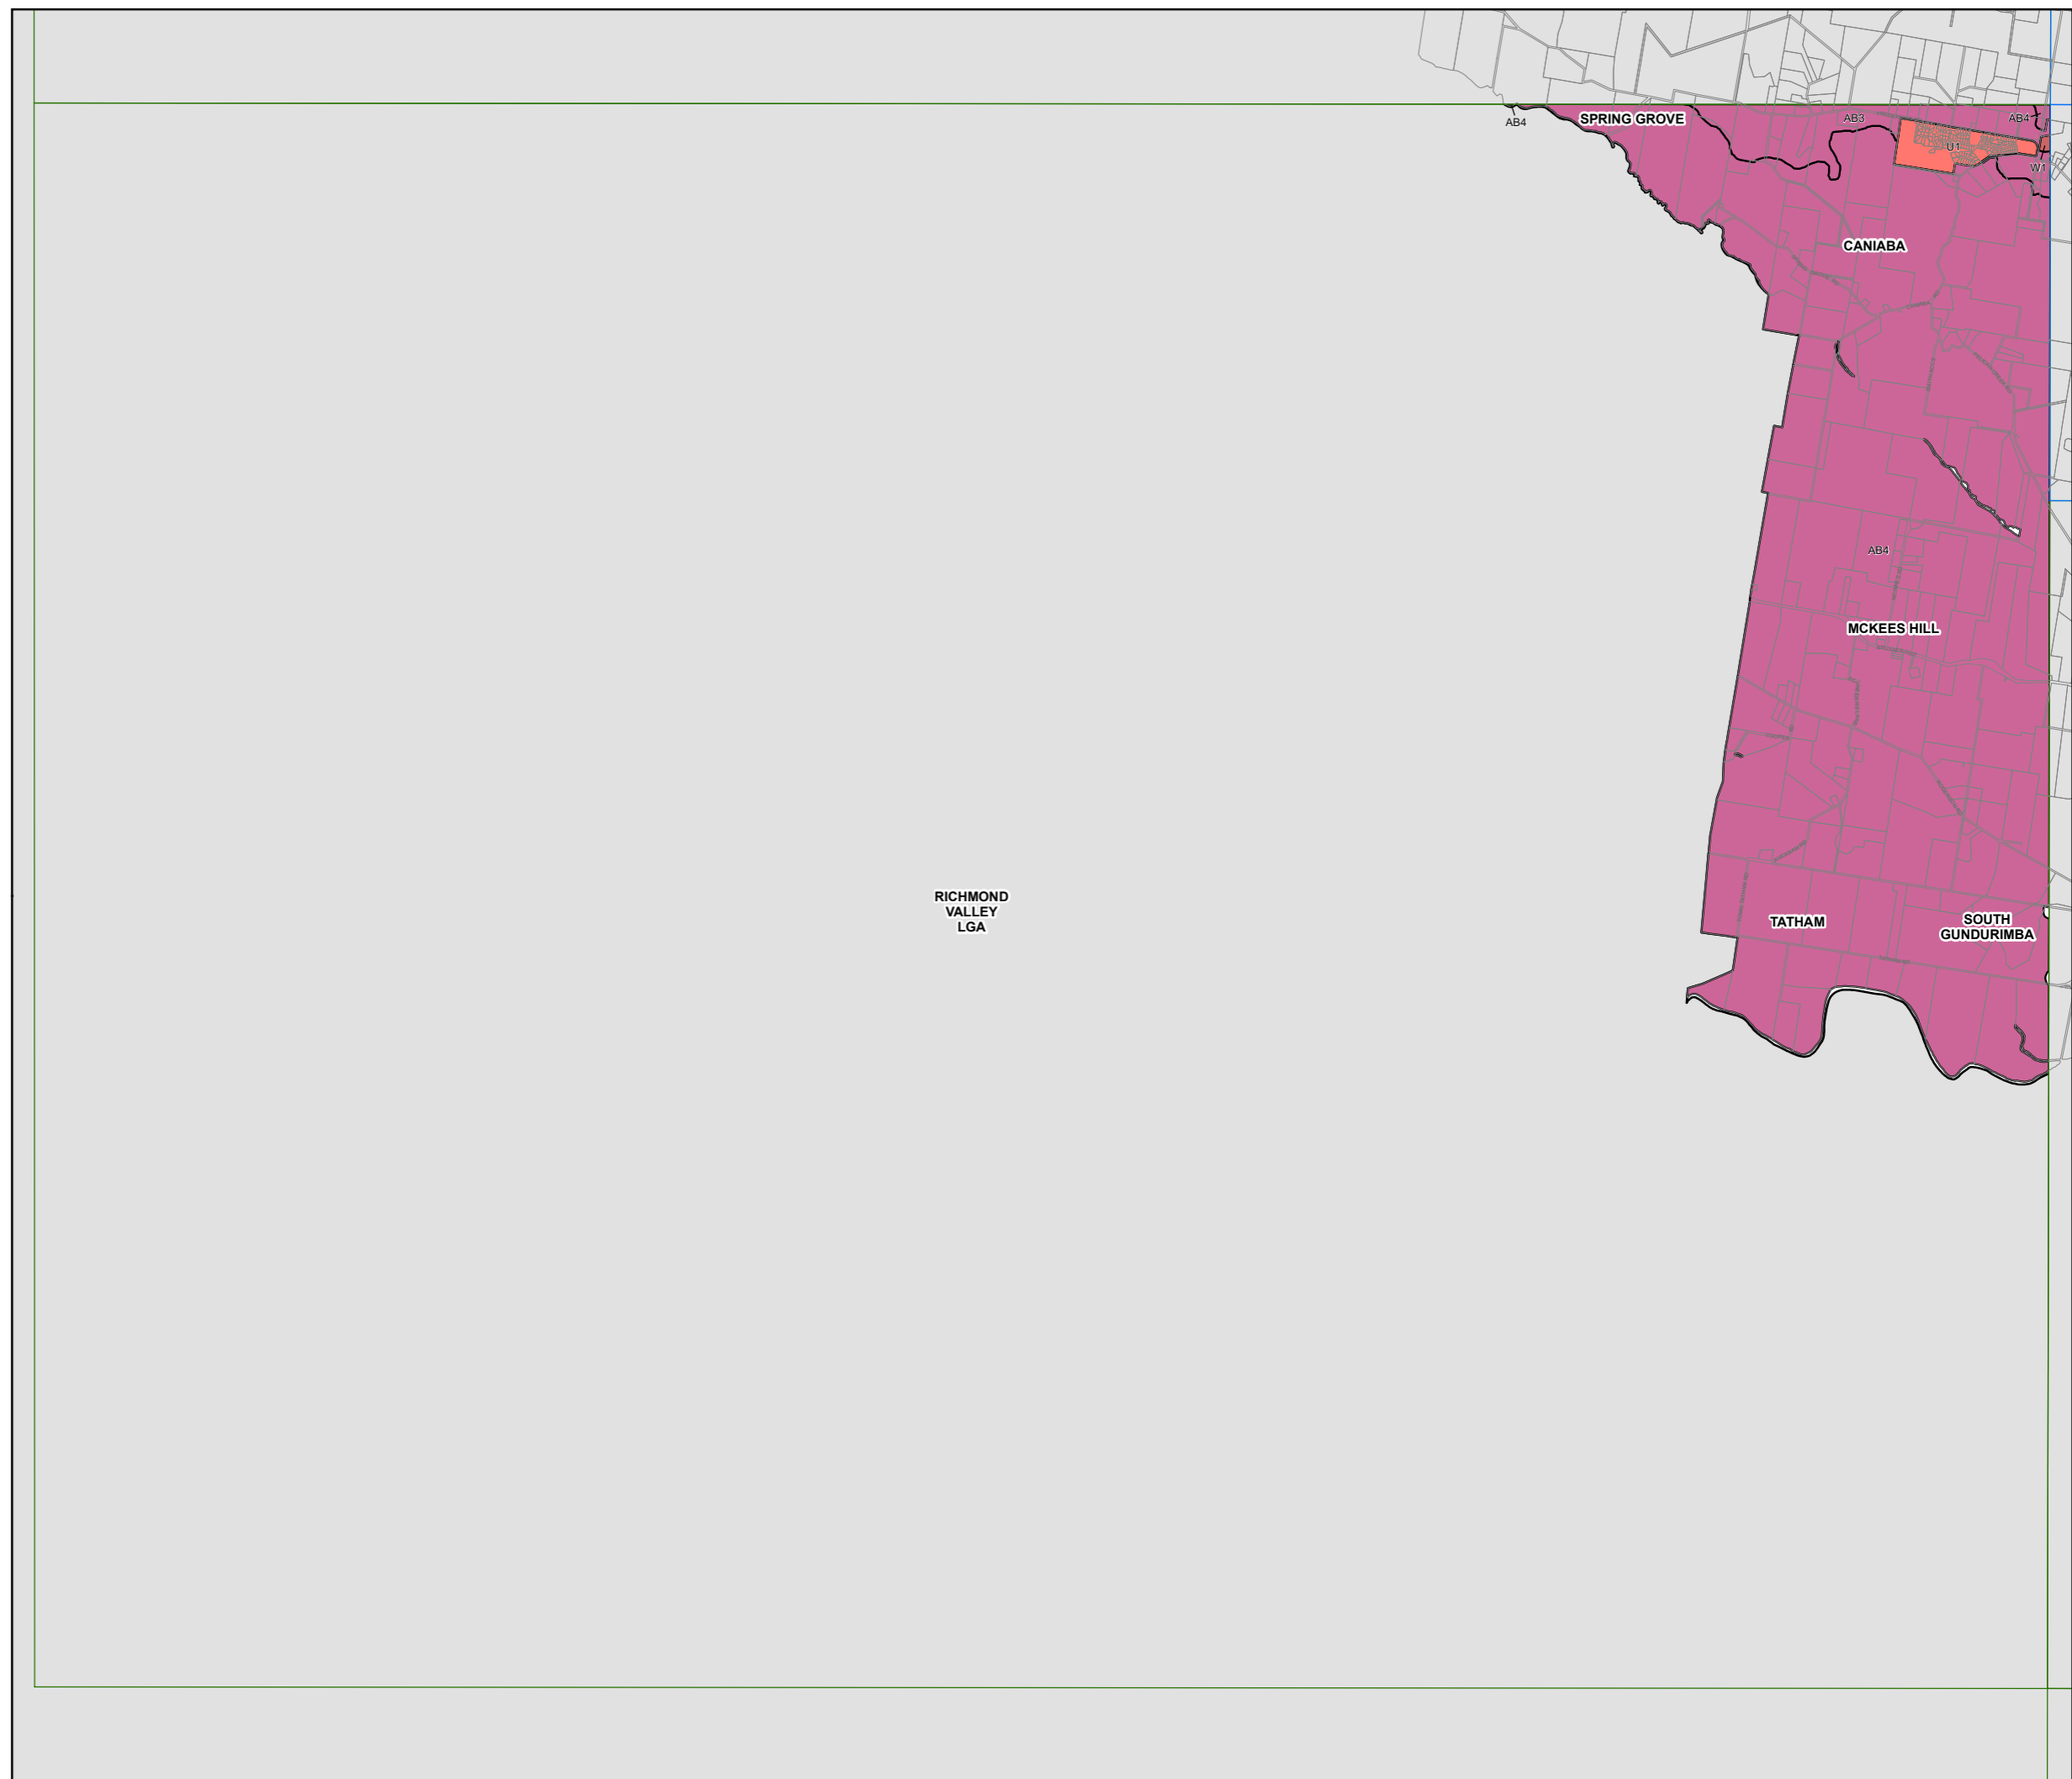 AB4
SPRING GROVE
AB3
AB4
U1
W1
CANIABA
AB4
MCKEES HILL
RICHMOND
VALLEY
LGA
TATHAM
SOUTH
GUNDURIMBA